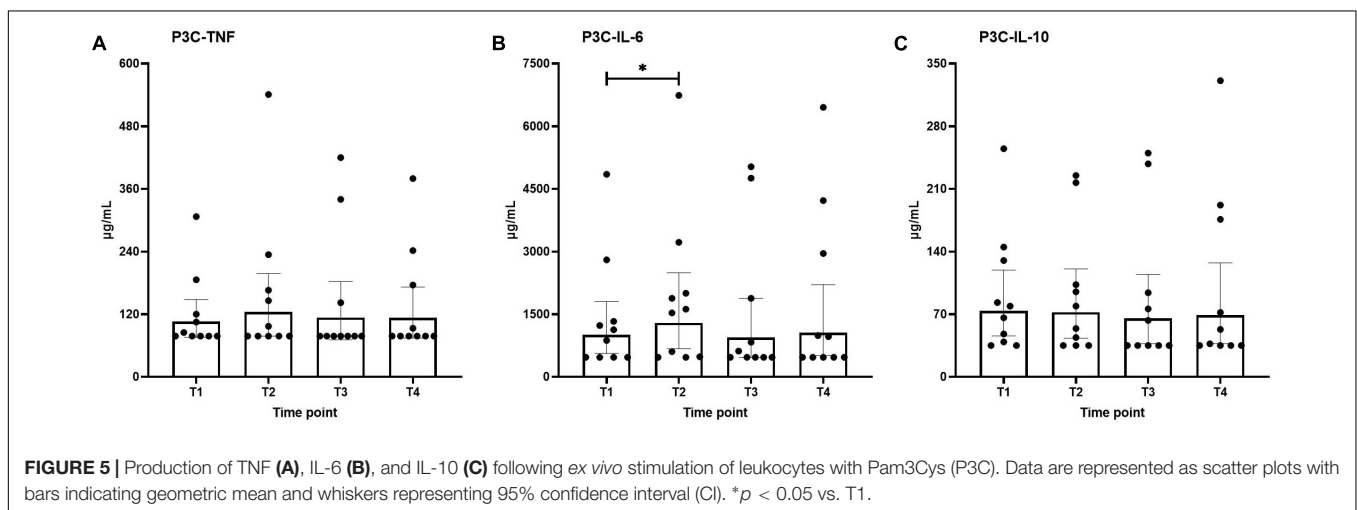 A
P3C-TNF
600
480
360
240
120
0
µg/mL
T1 T2 T3 T4
Time point
B
P3C-IL-6
7500
6000
4500
3000
1500
0
µg/mL
*
T1 T2 T3 T4
Time point
C
P3C-IL-10
350
280
210
140
70
0
µg/mL
T1 T2 T3 T4
Time point
FIGURE 5 | Production of TNF (A), IL-6 (B), and IL-10 (C) following ex vivo stimulation of leukocytes with Pam3Cys (P3C). Data are represented as scatter plots with
bars indicating geometric mean and whiskers representing 95% confidence interval (CI). *p < 0.05 vs. T1.